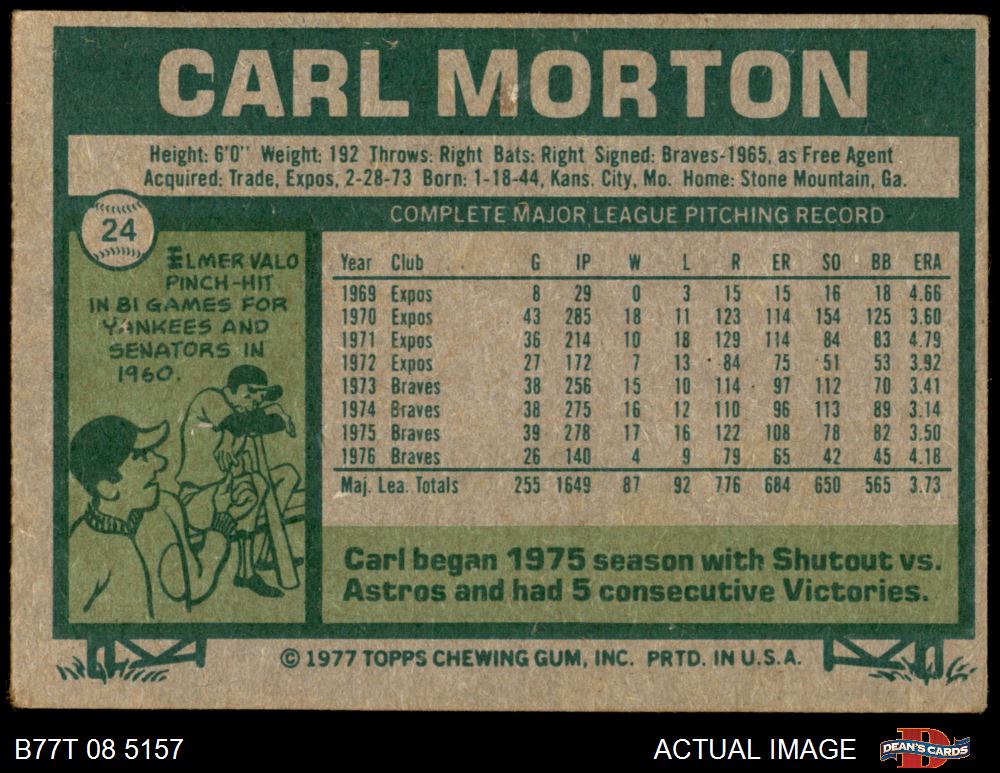 CARL MORTON
Height: 6'0" Weight: 192 Throws: Right Bats: Right Signed: Braves-1965, as Free Agent
Acquired: Trade, Expos, 2-28-73 Born: 1-18-44, Kans. City, Mo. Home: Stone Mountain, Ga.
24
ELMER VALO
PINCH-HIT
IN 81 GAMES FOR
YANKEES AND
SENATORS IN
1960.
COMPLETE MAJOR LEAGUE PITCHING RECORD
Year Club G IP W L R ER SO BB ERA
1969 Expos 8 29 0 3 15 15 16 18 4.66
1970 Expos 43 285 18 11 123 114 154 125 3.60
1971 Expos 36 214 10 18 129 114 84 83 4.79
1972 Expos 27 172 7 13 84 75 51 53 3.92
1973 Braves 38 256 15 10 114 97 112 70 3.41
1974 Braves 38 275 16 12 110 96 113 89 3.14
1975 Braves 39 278 17 16 122 108 78 82 3.50
1976 Braves 26 140 4 9 79 65 42 45 4.18
Maj. Lea. Totals 255 1649 87 92 776 684 650 565 3.73
Carl began 1975 season with Shutout vs.
Astros and had 5 consecutive Victories.
© 1977 TOPPS CHEWING GUM, INC. PRTD. IN U.S.A.
B77T 08 5157 ACTUAL IMAGE DEAN'S CARDS